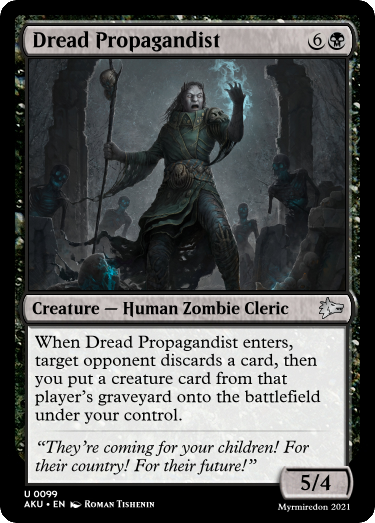 Dread Propagandist 6
Creature — Human Zombie Cleric
When Dread Propagandist enters,
target opponent discards a card, then
you put a creature card from that
player's graveyard onto the battlefield
under your control.
“They're coming for your children! For
their country! For their future!”
5/4
U 0099
AKU • EN Roman Tishenin
Myrmiredon 2021